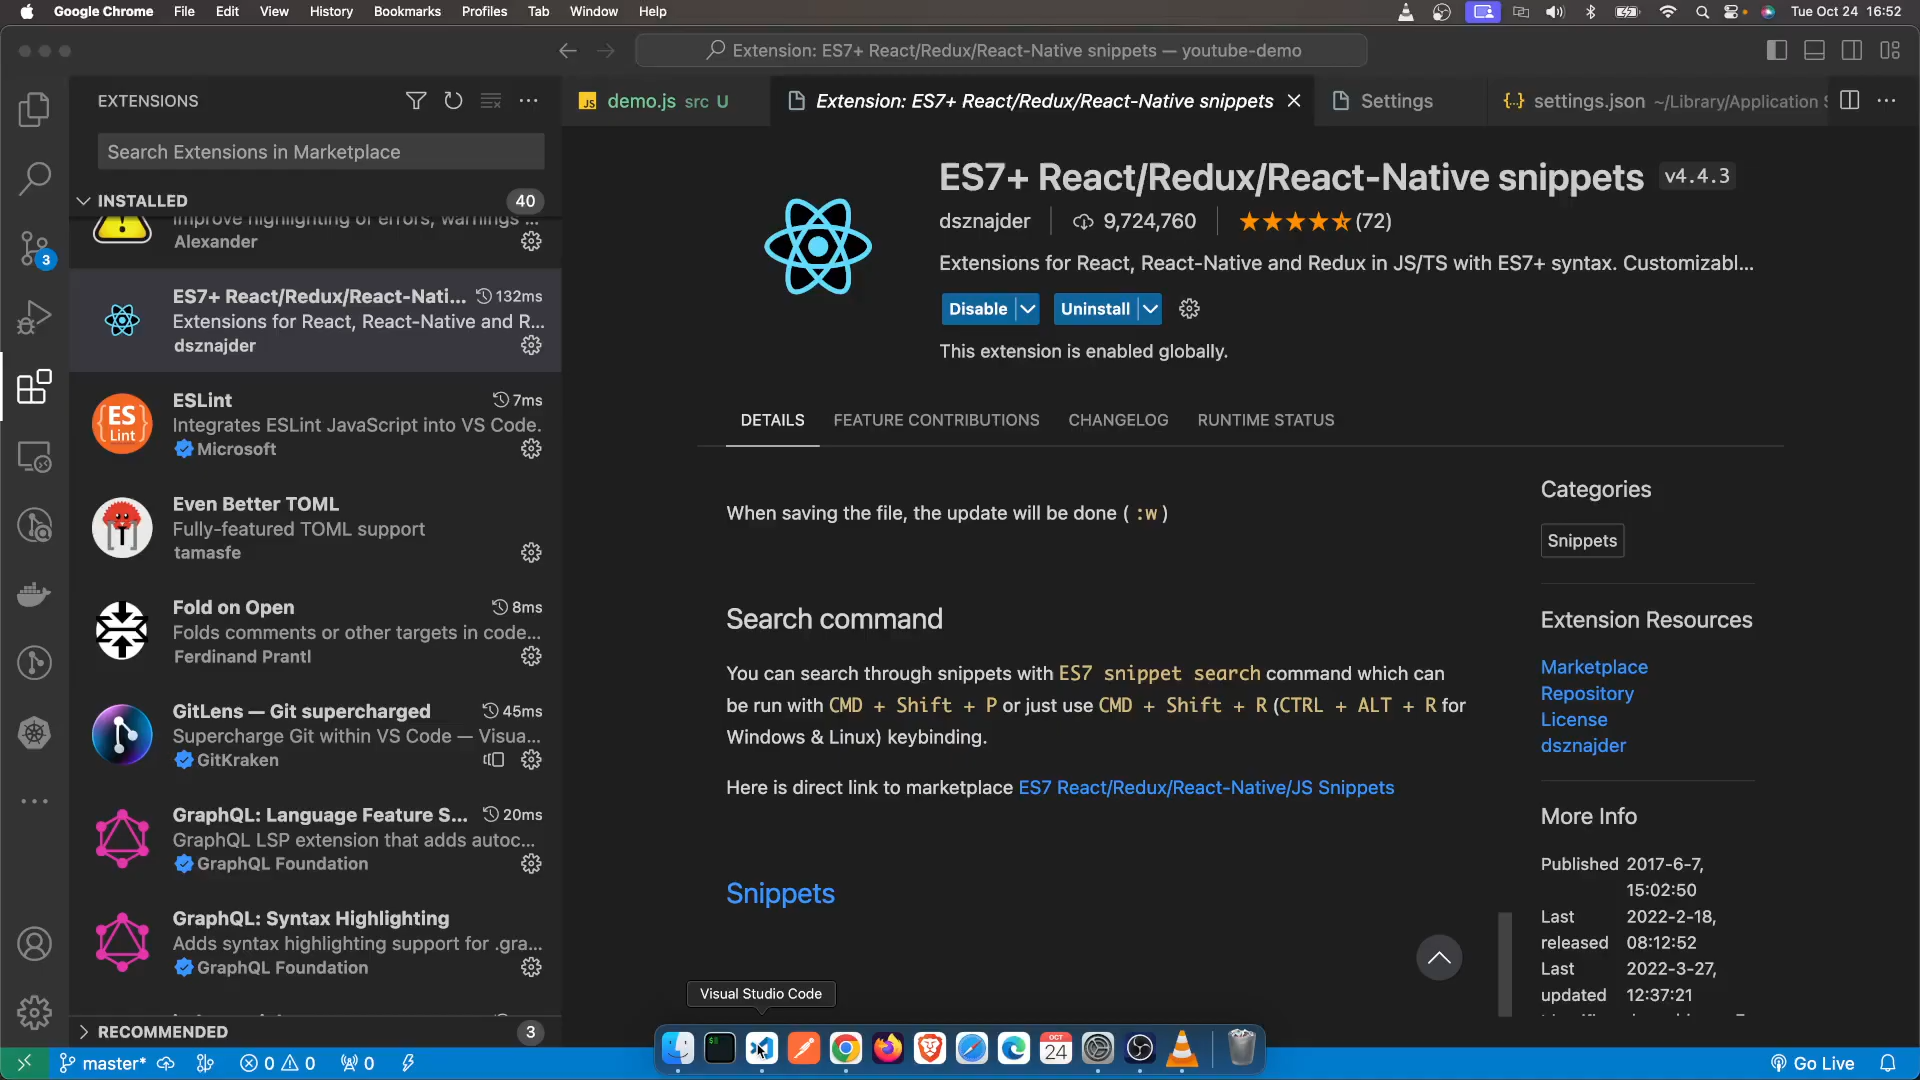 Google Chrome File Edit View History Bookmarks Profiles Tab Window Help Tue Oct 24 16:52
Extension: ES7+ React/Redux/React-Native snippets — youtube-demo
EXTENSIONS
demo.js src U
Extension: ES7+ React/Redux/React-Native snippets
Settings
{..} settings.json ~/Library/Application
Search Extensions in Marketplace
INSTALLED 40
Improve highlighting of errors, warnings ...
Alexander
ES7+ React/Redux/React-Nati... 132ms
Extensions for React, React-Native and R...
dsznajder
ESLint 7ms
Integrates ESLint JavaScript into VS Code.
Microsoft
{ES}
Lint
Even Better TOML
Fully-featured TOML support
tamasfe
Fold on Open 8ms
Folds comments or other targets in code...
Ferdinand Prantl
GitLens — Git supercharged 45ms
Supercharge Git within VS Code — Visua...
GitKraken
GraphQL: Language Feature S... 20ms
GraphQL LSP extension that adds autoc...
GraphQL Foundation
GraphQL: Syntax Highlighting
Adds syntax highlighting support for .gra...
GraphQL Foundation
RECOMMENDED 3
3
ES7+ React/Redux/React-Native snippets v4.4.3
dsznajder 9,724,760 (72)
Extensions for React, React-Native and Redux in JS/TS with ES7+ syntax. Customizabl...
Disable Uninstall
This extension is enabled globally.
DETAILS FEATURE CONTRIBUTIONS CHANGELOG RUNTIME STATUS
When saving the file, the update will be done ( :w )
Search command
You can search through snippets with ES7 snippet search command which can
be run with CMD + Shift + P or just use CMD + Shift + R (CTRL + ALT + R for
Windows & Linux) keybinding.
Here is direct link to marketplace ES7 React/Redux/React-Native/JS Snippets
Snippets
Categories
Snippets
Extension Resources
Marketplace
Repository
License
dsznajder
More Info
Published 2017-6-7,
15:02:50
Last 2022-2-18,
released 08:12:52
Last 2022-3-27,
updated 12:37:21
Visual Studio Code
OCT
24
master* 0 0 0 Go Live